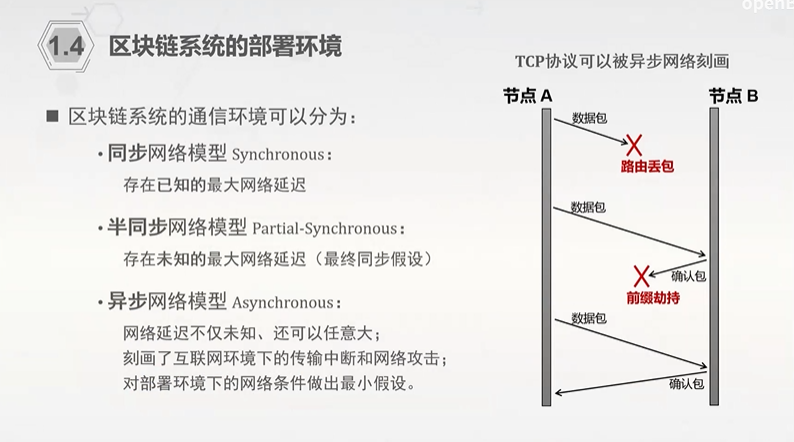 openB
1.4 区块链系统的部署环境
■ 区块链系统的通信环境可以分为：
• 同步网络模型 Synchronous：
存在已知的最大网络延迟
• 半同步网络模型 Partial-Synchronous：
存在未知的最大网络延迟（最终同步假设）
• 异步网络模型 Asynchronous：
网络延迟不仅未知、还可以任意大；
刻画了互联网环境下的传输中断和网络攻击；
对部署环境下的网络条件做出最小假设。
TCP协议可以被异步网络刻画
节点 A
节点 B
数据包
路由丢包
数据包
确认包
前缀劫持
数据包
确认包